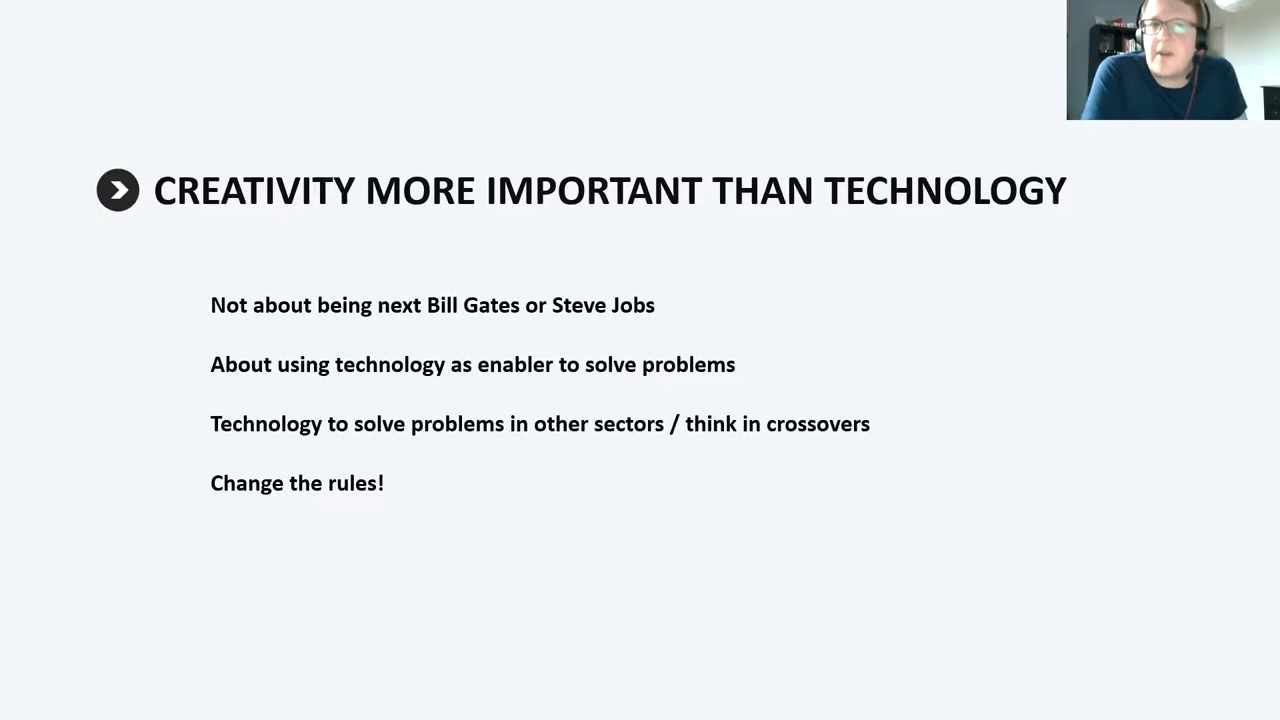 CREATIVITY MORE IMPORTANT THAN TECHNOLOGY
Not about being next Bill Gates or Steve Jobs
About using technology as enabler to solve problems
Technology to solve problems in other sectors / think in crossovers
Change the rules!